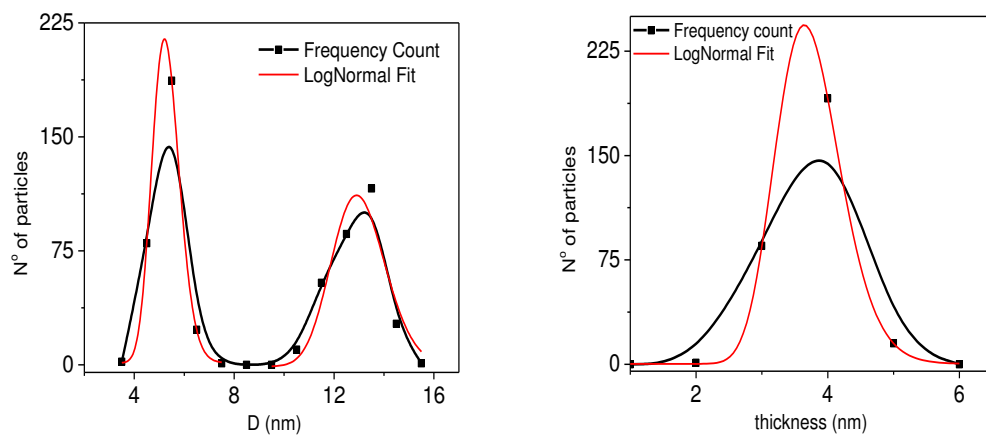 225
150
75
0
N° of particles
Frequency Count
LogNormal Fit
4 8 12 16
D (nm)
225
150
75
0
N° of particles
Frequency Count
LogNormal Fit
2 4 6
thickness (nm)